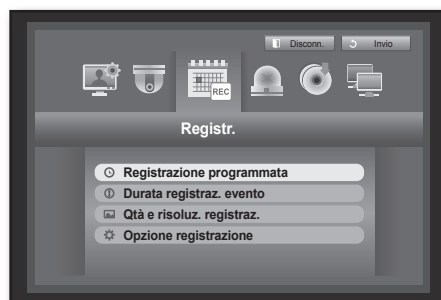 Disconn. Invio
REC
Registr.
Registrazione programmata
Durata registraz. evento
Qtà e risoluz. registraz.
Opzione registrazione